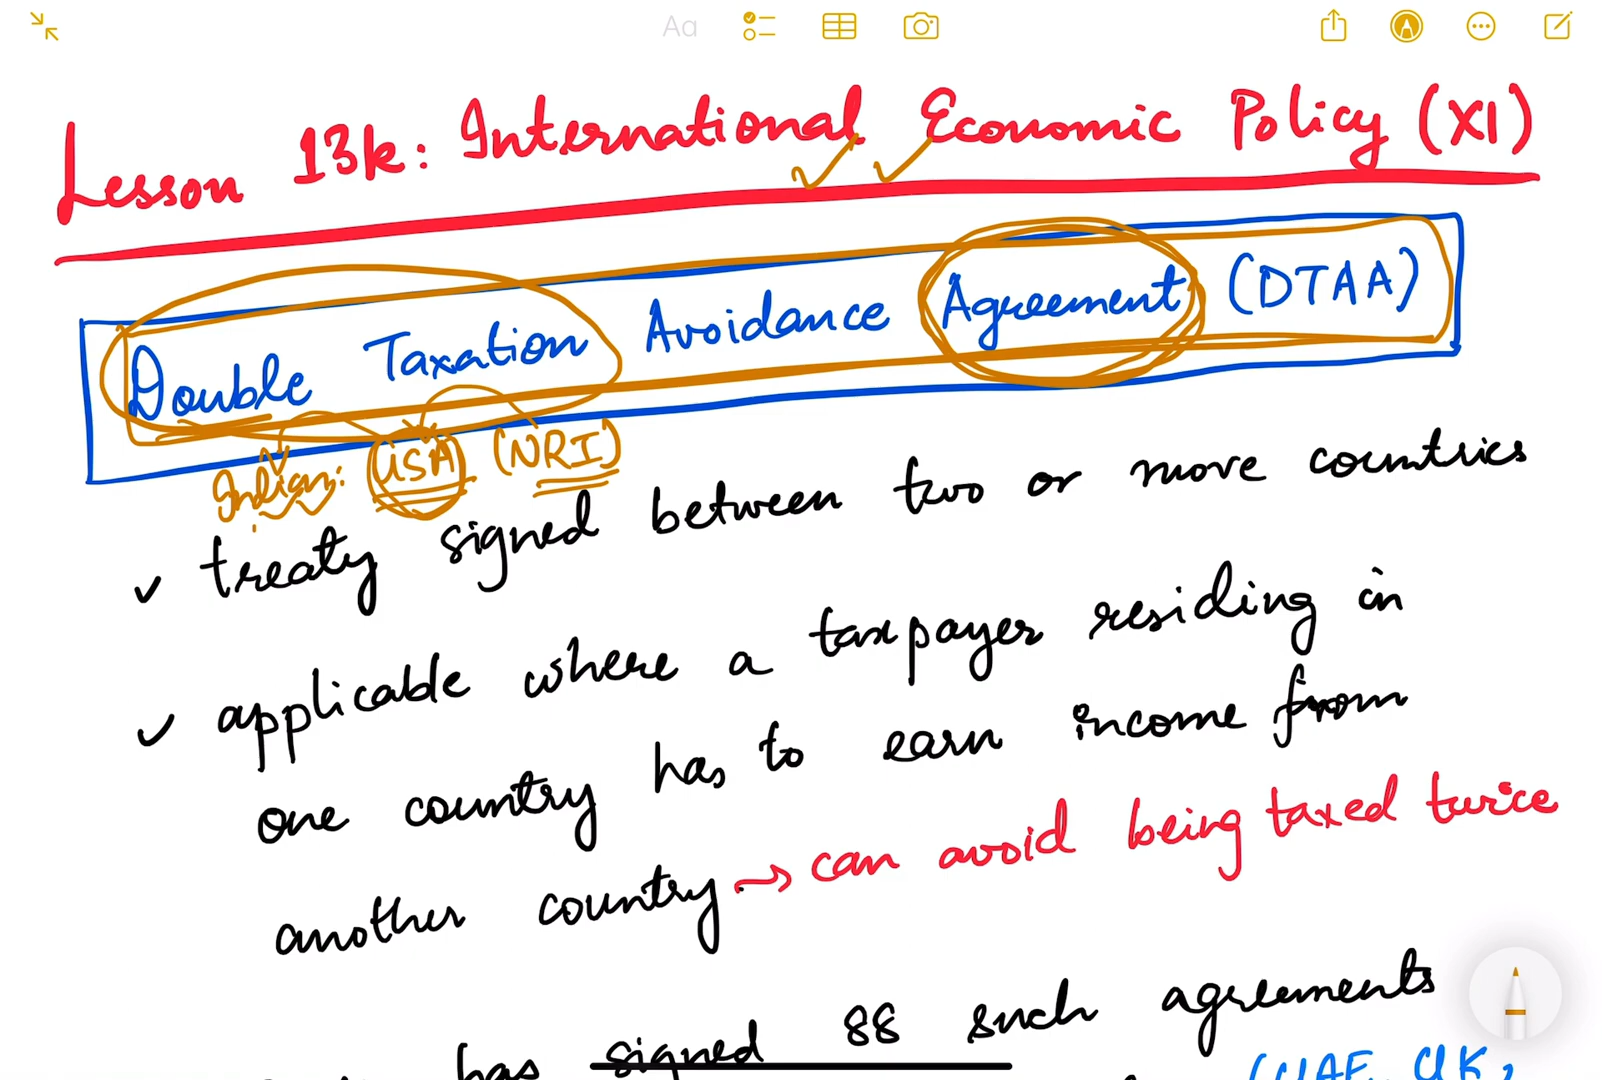 Aa
Lesson 13k: International Economic Policy (XI)
Double Taxation Avoidance Agreement (DTAA)
Indian: USA (NRI)
✓ treaty signed between two or more countries
✓ applicable where a taxpayer residing in
one country has to earn income from
another country → can avoid being taxed twice
has signed 88 such agreements
(UAE, UK,